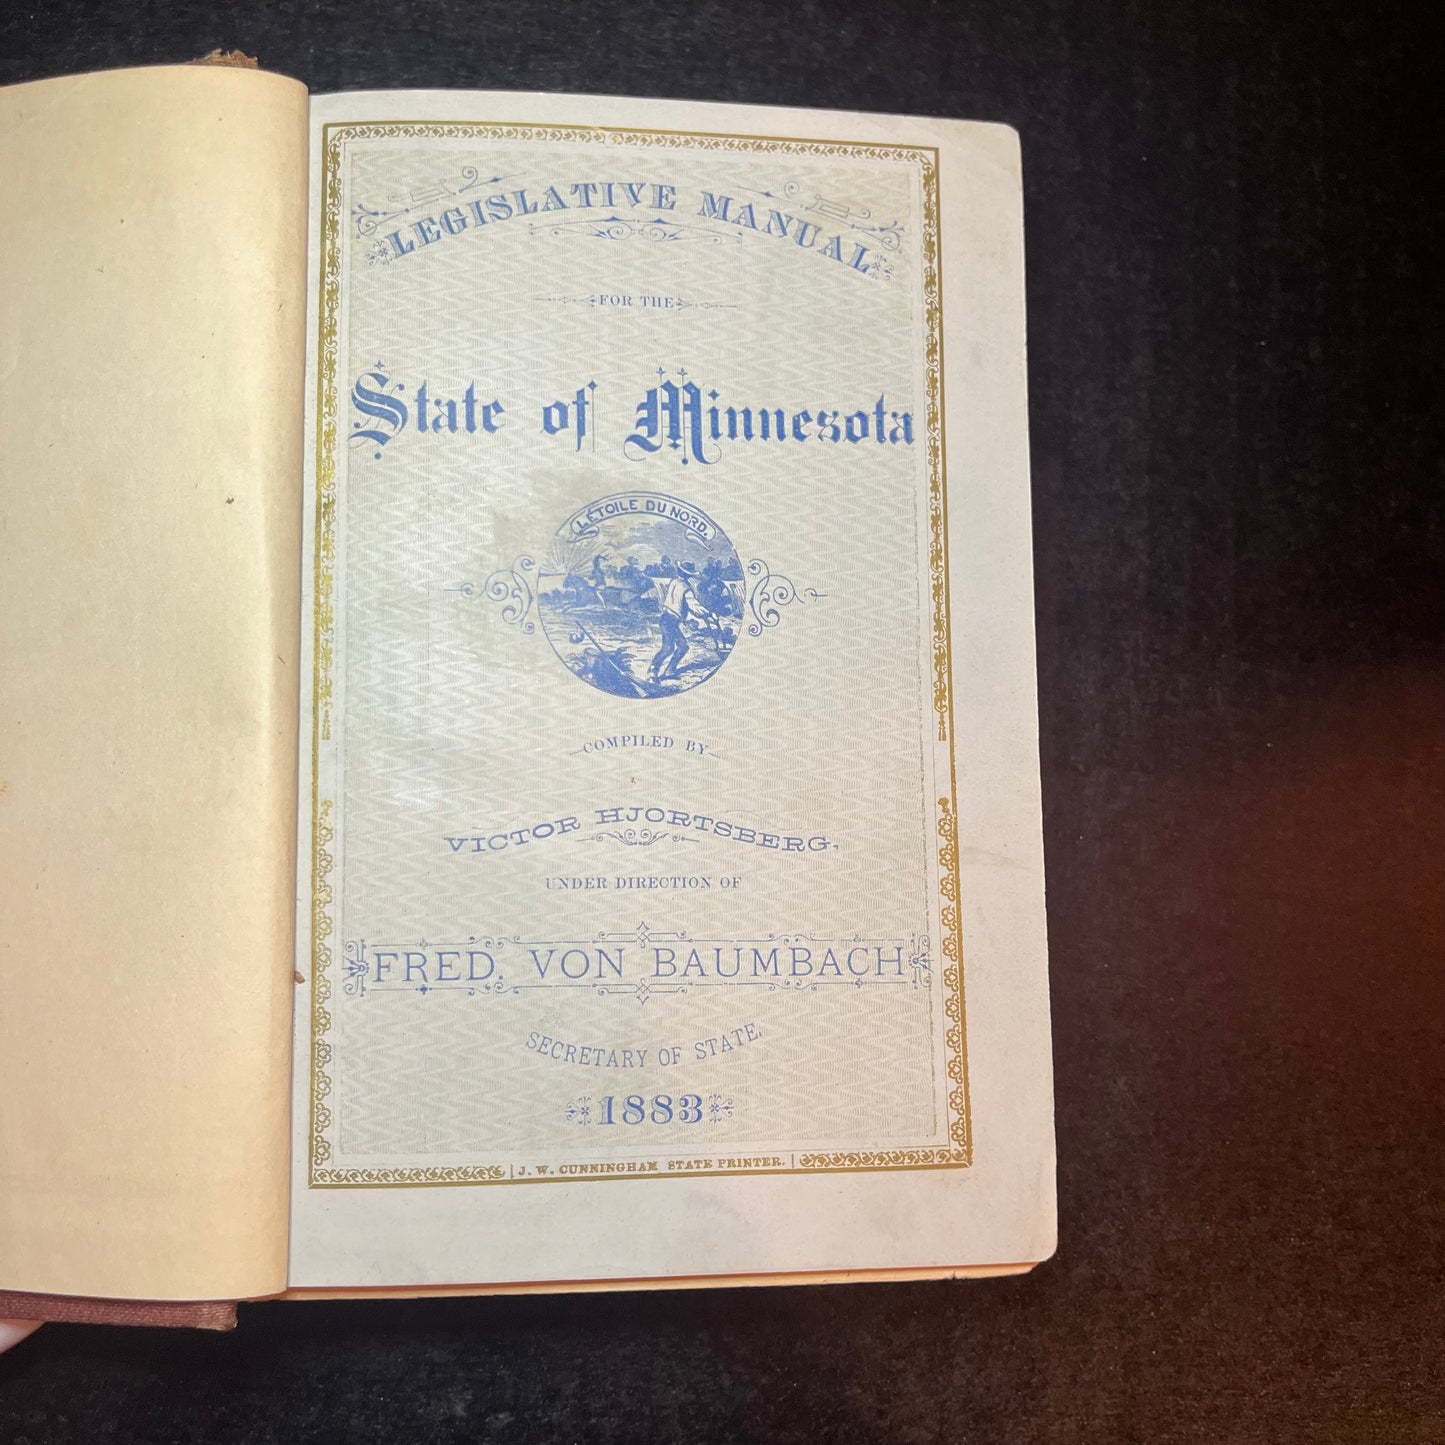 LEGISLATIVE MANUAL
FOR THE
State of Minnesota
L'ETOILE DU NORD.
COMPILED BY
VICTOR HJORTSBERG,
UNDER DIRECTION OF
FRED. VON BAUMBACH
SECRETARY OF STATE.
1883
J. W. CUNNINGHAM STATE PRINTER.